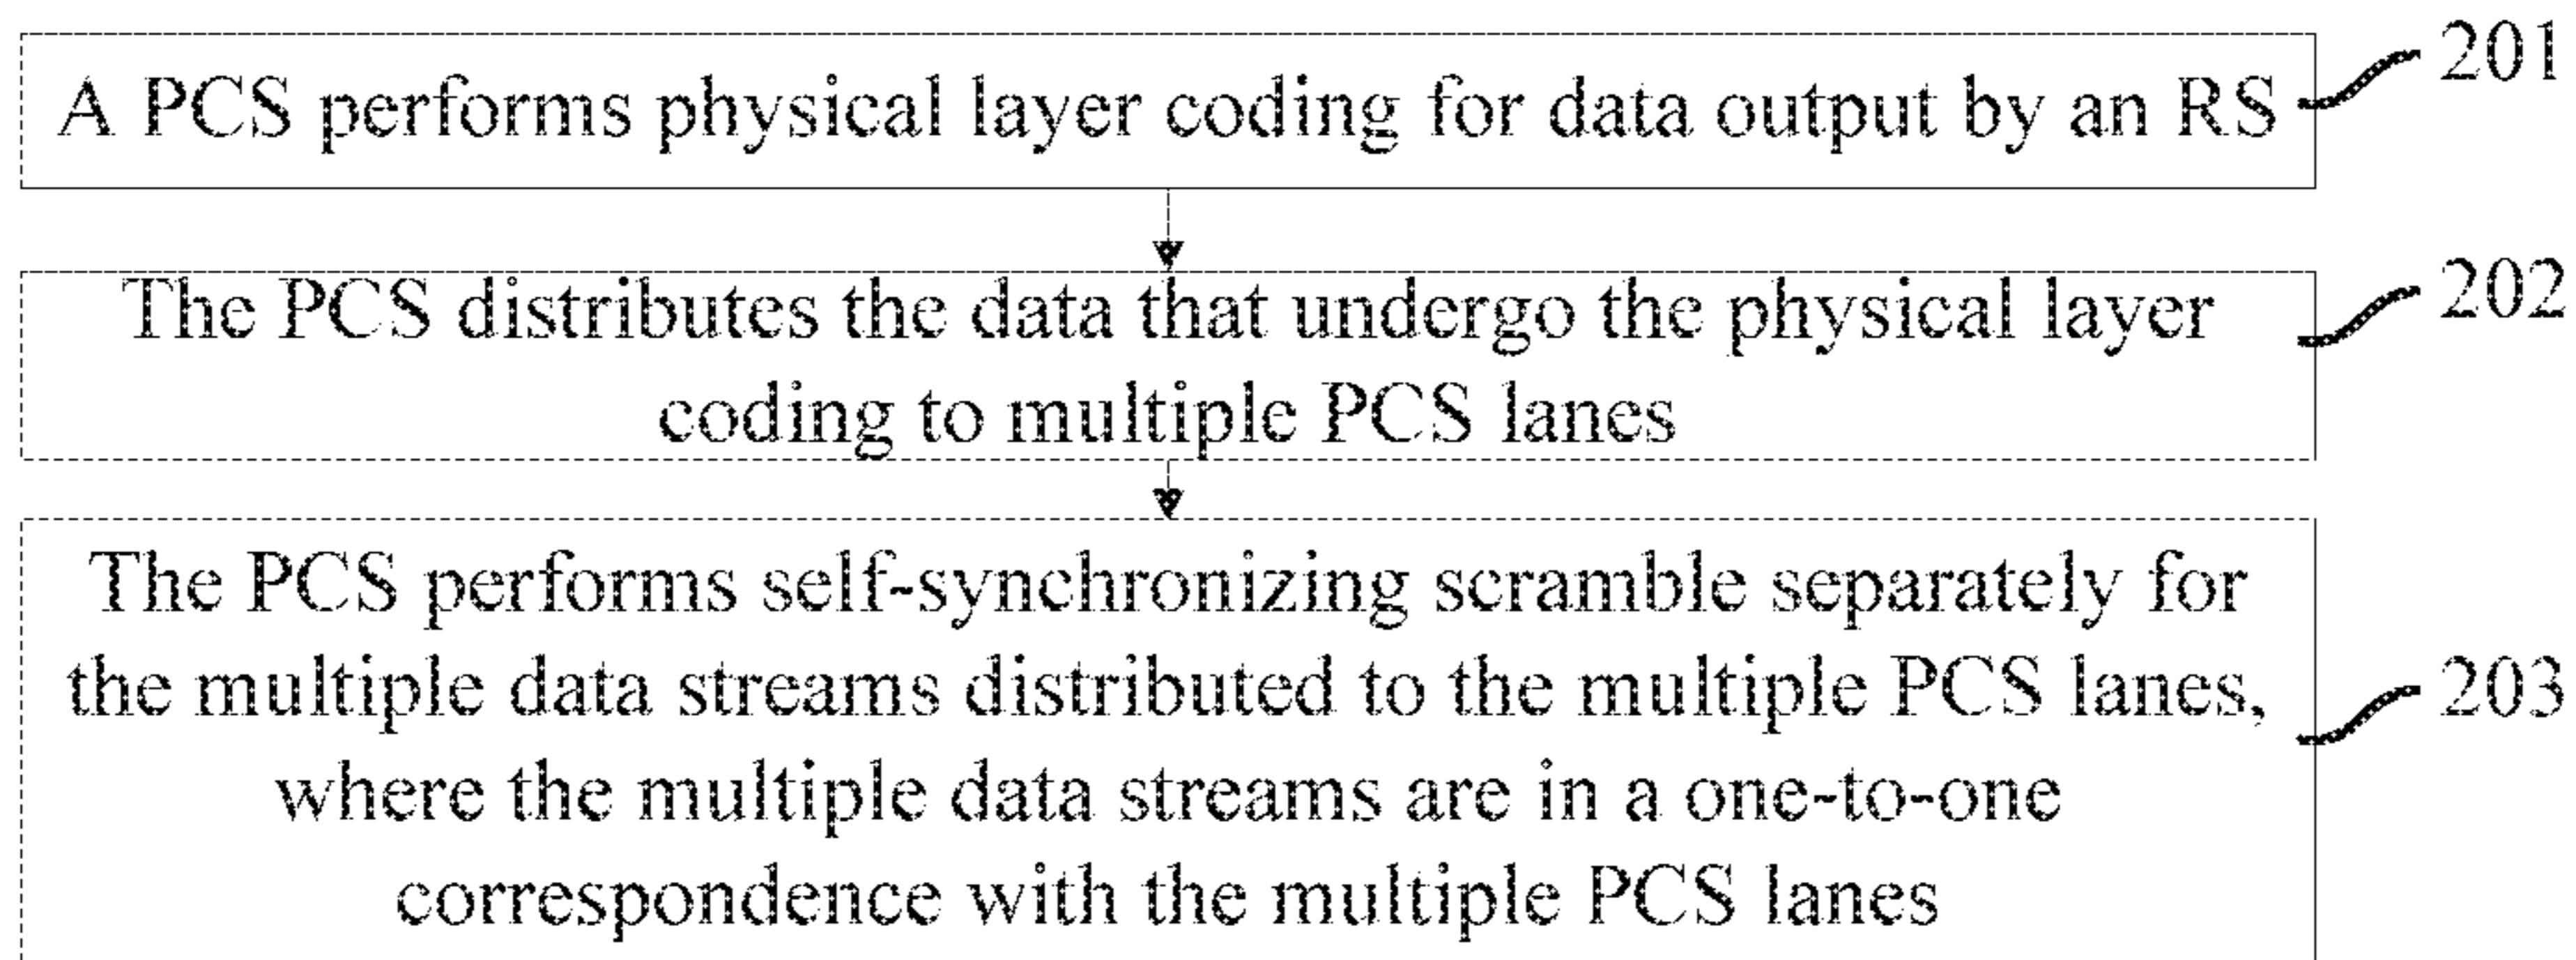 A PCS performs physical layer coding for data output by an RS
201
The PCS distributes the data that undergo the physical layer
coding to multiple PCS lanes
202
The PCS performs self-synchronizing scramble separately for
the multiple data streams distributed to the multiple PCS lanes,
where the multiple data streams are in a one-to-one
correspondence with the multiple PCS lanes
203